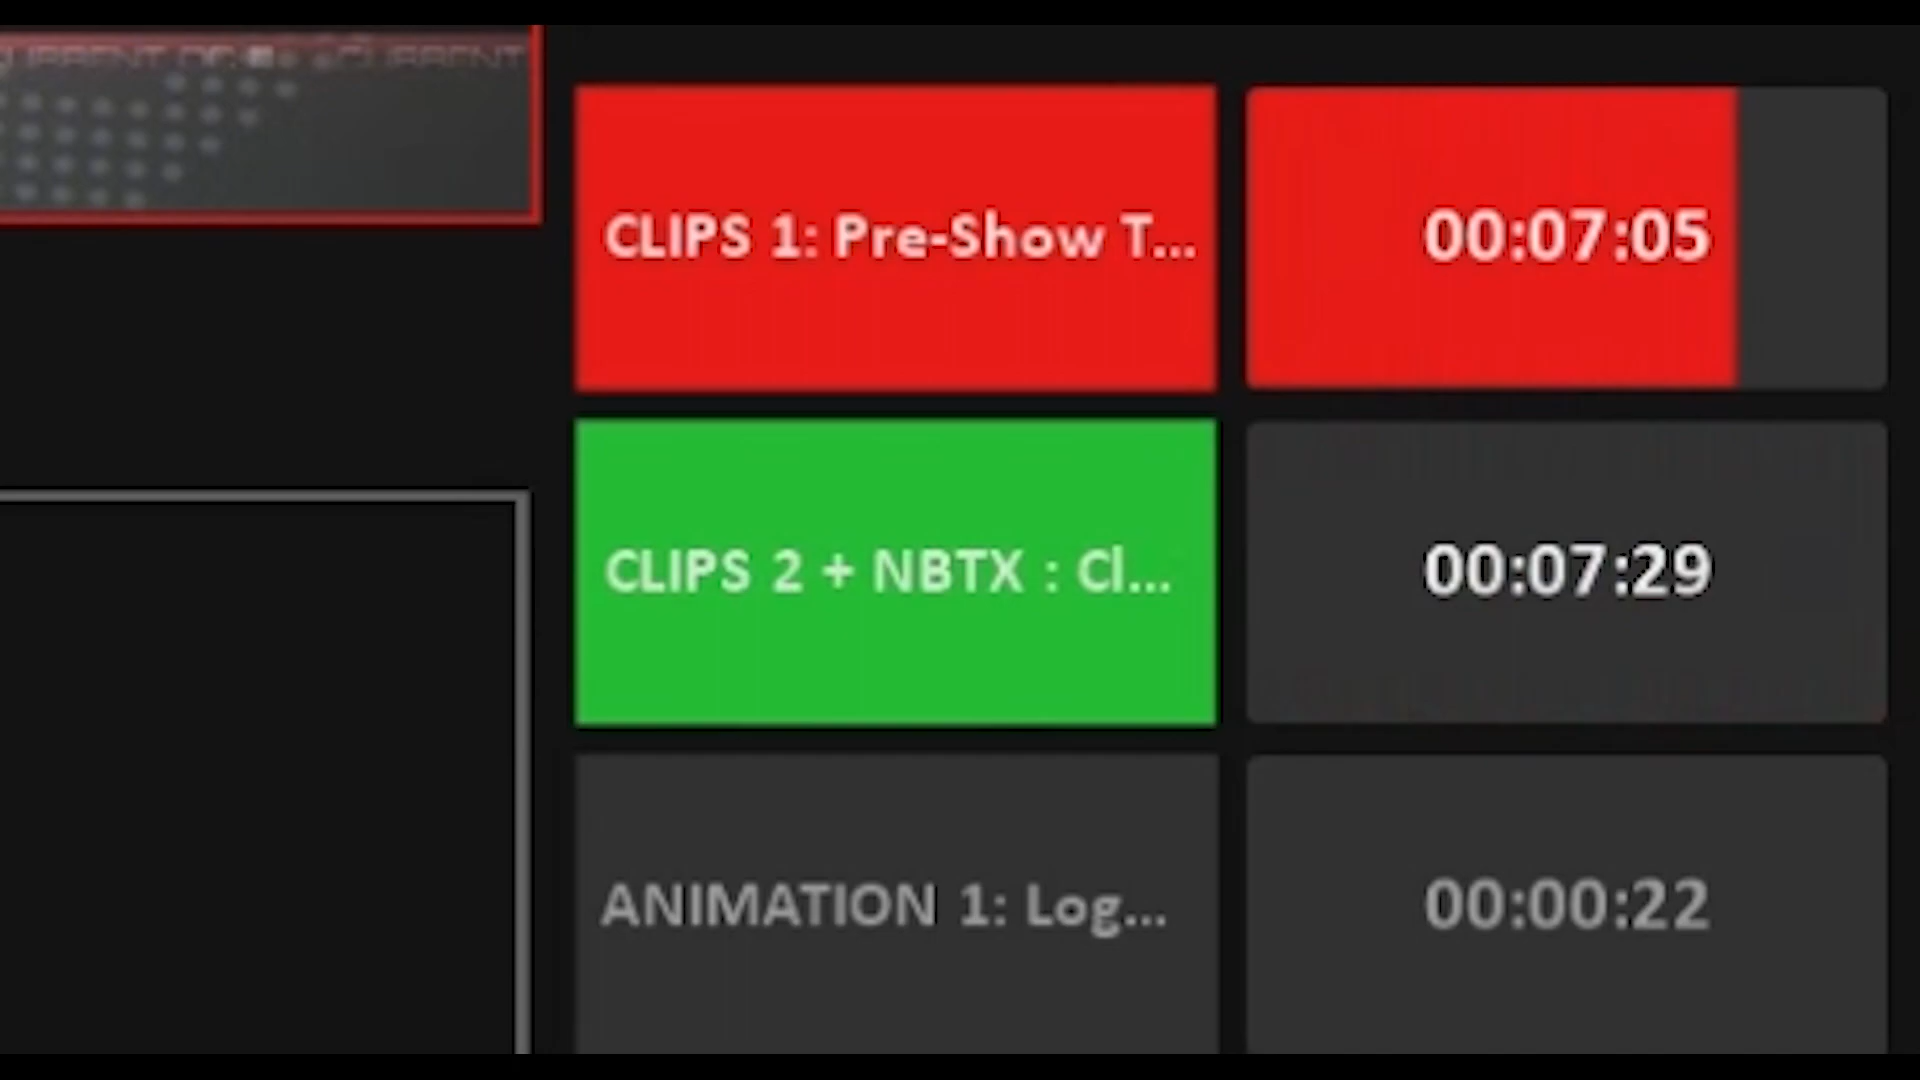 CURRENT
CLIPS 1: Pre-Show T...
00:07:05
CLIPS 2 + NBTX : Cl...
00:07:29
ANIMATION 1: Log...
00:00:22